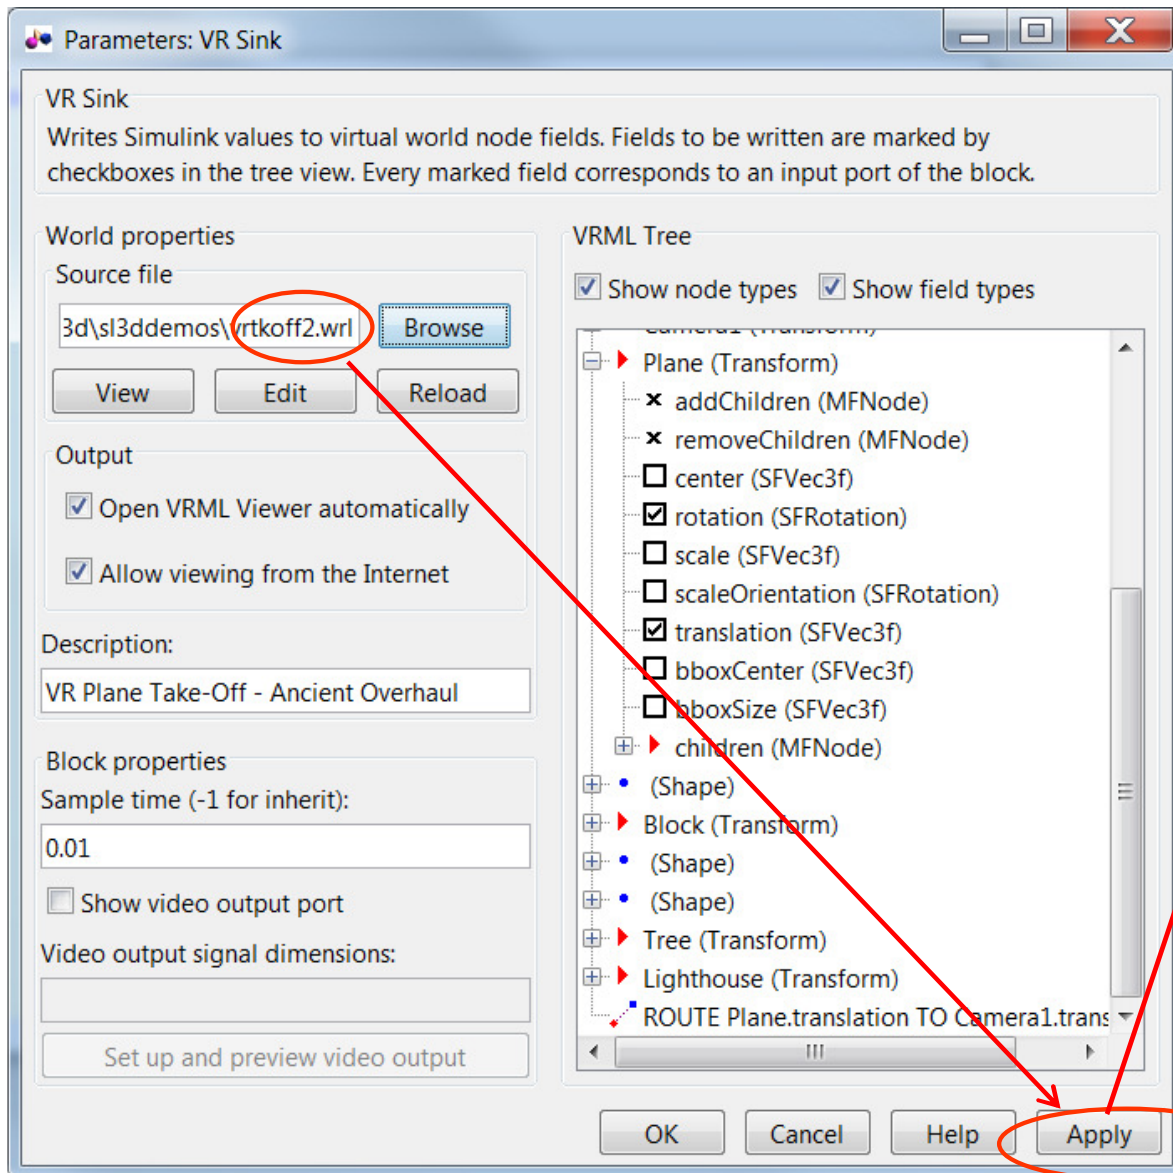 Parameters: VR Sink
VR Sink
Writes Simulink values to virtual world node fields. Fields to be written are marked by
checkboxes in the tree view. Every marked field corresponds to an input port of the block.
World properties
Source file
3d\sl3ddemos\vrtkoff2.wrl
Browse
View
Edit
Reload
Output
Open VRML Viewer automatically
Allow viewing from the Internet
Description:
VR Plane Take-Off - Ancient Overhaul
Block properties
Sample time (-1 for inherit):
0.01
Show video output port
Video output signal dimensions:
Set up and preview video output
VRML Tree
Show node types
Show field types
Camera1 (Transform)
Plane (Transform)
addChildren (MFNode)
removeChildren (MFNode)
center (SFVec3f)
rotation (SFRotation)
scale (SFVec3f)
scaleOrientation (SFRotation)
translation (SFVec3f)
bboxCenter (SFVec3f)
bboxSize (SFVec3f)
children (MFNode)
(Shape)
Block (Transform)
(Shape)
(Shape)
Tree (Transform)
Lighthouse (Transform)
ROUTE Plane.translation TO Camera1.trans
OK
Cancel
Help
Apply